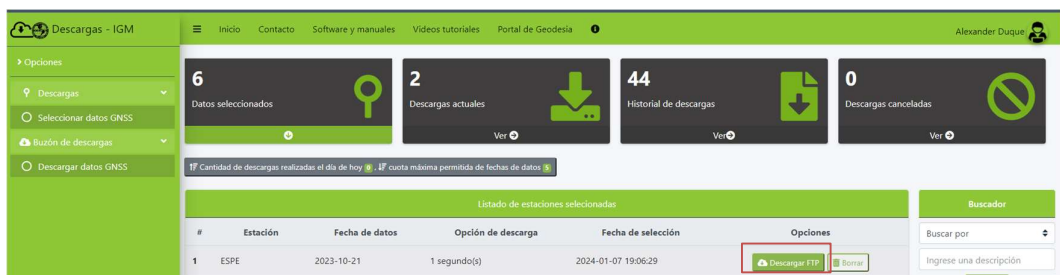 Descargas - IGM
Inicio Contacto Software y manuales Vídeos tutoriales Portal de Geodesia
Alexander Duque
Opciones
Descargas
Seleccionar datos GNSS
Buzón de descargas
Descargar datos GNSS
6
Datos seleccionados
2
Descargas actuales
Ver
44
Historial de descargas
Ver
0
Descargas canceladas
Ver
Cantidad de descargas realizadas el día de hoy 0 , cuota máxima permitida de fechas de datos 5
Listado de estaciones seleccionadas
# Estación Fecha de datos Opción de descarga Fecha de selección Opciones
1 ESPE 2023-10-21 1 segundo(s) 2024-01-07 19:06:29 Descargar FTP Borrar
Buscador
Buscar por
Ingrese una descripción